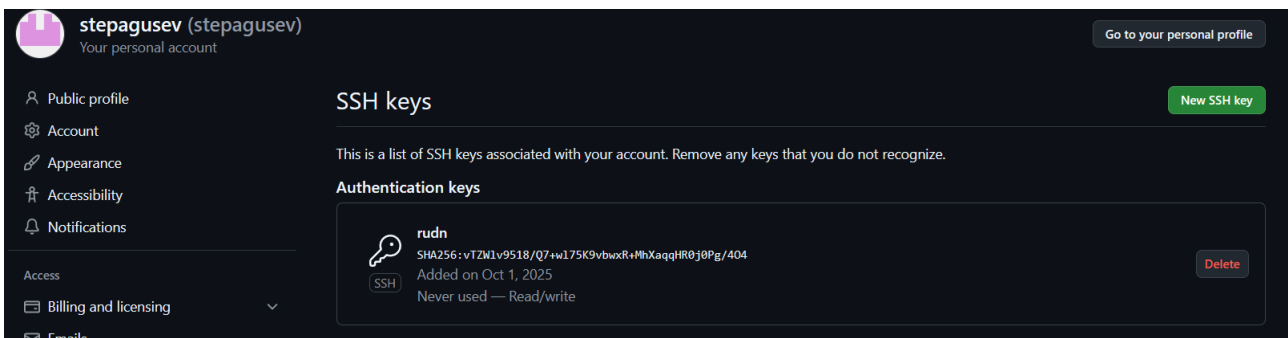 stepagusev (stepagusev)
Your personal account
Go to your personal profile
Public profile
Account
Appearance
Accessibility
Notifications
Access
Billing and licensing
Emails
SSH keys
New SSH key
This is a list of SSH keys associated with your account. Remove any keys that you do not recognize.
Authentication keys
rudn
SHA256:vTZWlv9518/Q7+wl75K9vbwxR+MhXaqqHR0j0Pg/4O4
SSH
Added on Oct 1, 2025
Never used — Read/write
Delete